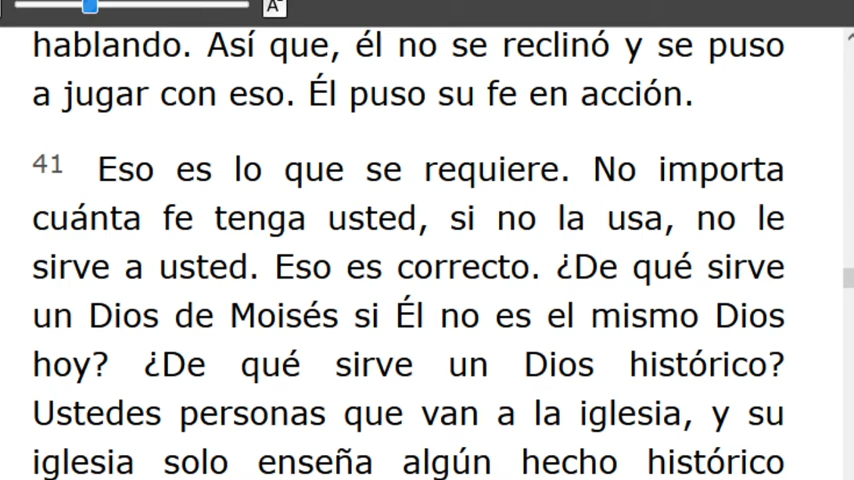 A
hablando. Así que, él no se reclinó y se puso
a jugar con eso. Él puso su fe en acción.
41 Eso es lo que se requiere. No importa
cuánta fe tenga usted, si no la usa, no le
sirve a usted. Eso es correcto. ¿De qué sirve
un Dios de Moisés si Él no es el mismo Dios
hoy? ¿De qué sirve un Dios histórico?
Ustedes personas que van a la iglesia, y su
iglesia solo enseña algún hecho histórico